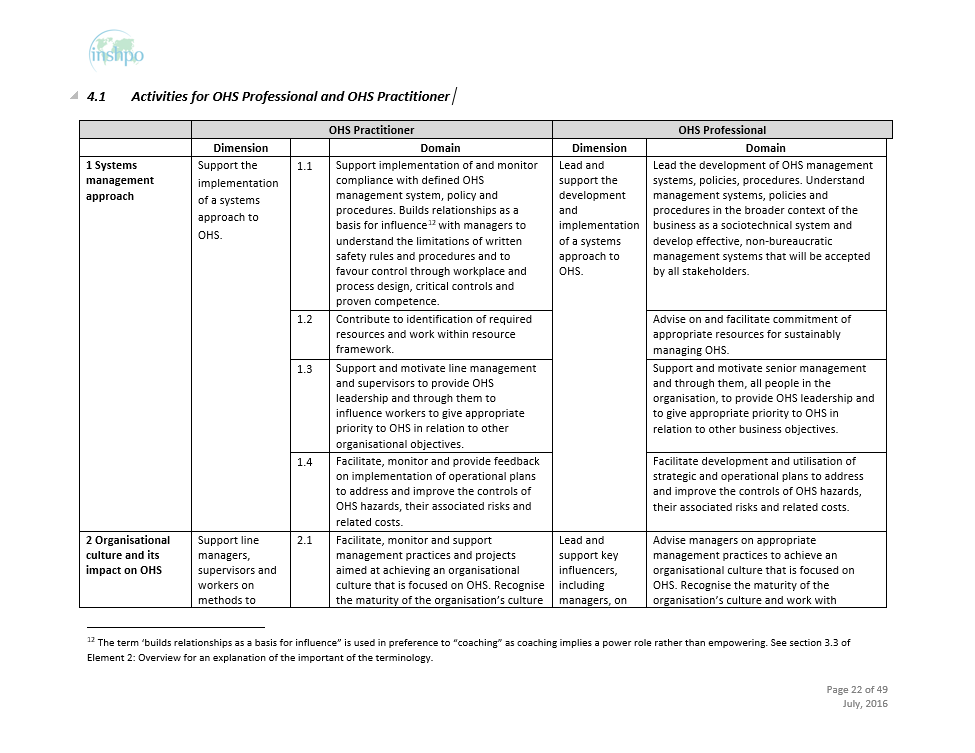 inshpo
4.1 Activities for OHS Professional and OHS Practitioner
OHS Practitioner
OHS Professional
Dimension
Domain
Dimension
Domain
1 Systems
management
approach
Support the
implementation
of a systems
approach to
OHS.
1.1
Support implementation of and monitor
compliance with defined OHS
management system, policy and
procedures. Builds relationships as a
basis for influence12 with managers to
understand the limitations of written
safety rules and procedures and to
favour control through workplace and
process design, critical controls and
proven competence.
Lead and
support the
development
and
implementation
of a systems
approach to
OHS.
Lead the development of OHS management
systems, policies, procedures. Understand
management systems, policies and
procedures in the broader context of the
business as a sociotechnical system and
develop effective, non-bureaucratic
management systems that will be accepted
by all stakeholders.
1.2
Contribute to identification of required
resources and work within resource
framework.
Advise on and facilitate commitment of
appropriate resources for sustainably
managing OHS.
1.3
Support and motivate line management
and supervisors to provide OHS
leadership and through them to
influence workers to give appropriate
priority to OHS in relation to other
organisational objectives.
Support and motivate senior management
and through them, all people in the
organisation, to provide OHS leadership and
to give appropriate priority to OHS in
relation to other business objectives.
1.4
Facilitate, monitor and provide feedback
on implementation of operational plans
to address and improve the controls of
OHS hazards, their associated risks and
related costs.
Facilitate development and utilisation of
strategic and operational plans to address
and improve the controls of OHS hazards,
their associated risks and related costs.
2 Organisational
culture and its
impact on OHS
Support line
managers,
supervisors and
workers on
methods to
2.1
Facilitate, monitor and support
management practices and projects
aimed at achieving an organisational
culture that is focused on OHS. Recognise
the maturity of the organisation's culture
Lead and
support key
influencers,
including
managers, on
Advise managers on appropriate
management practices to achieve an
organisational culture that is focused on
OHS. Recognise the maturity of the
organisation's culture and work with
12 The term ‘builds relationships as a basis for influence” is used in preference to “coaching” as coaching implies a power role rather than empowering. See section 3.3 of
Element 2: Overview for an explanation of the important of the terminology.
Page 22 of 49
July, 2016